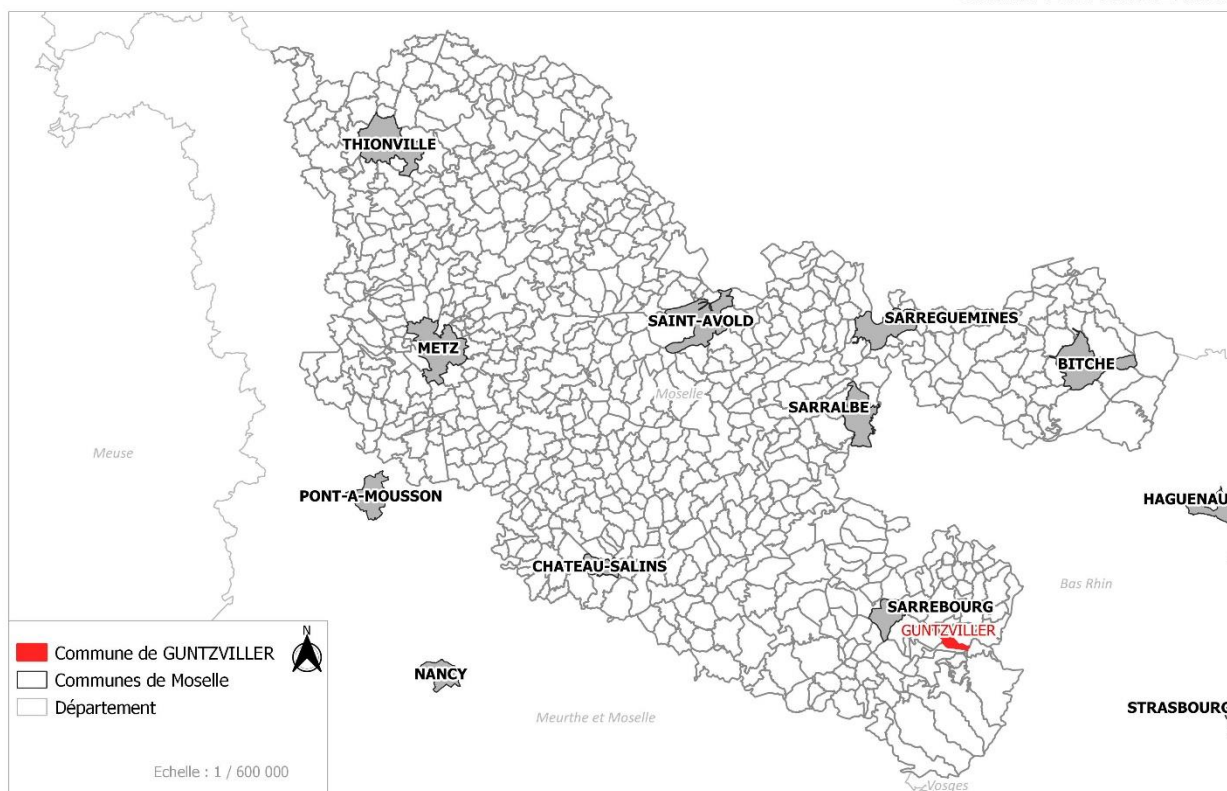 THIONVILLE
SAINT-AVOLD
SARREGUEMINES
METZ
BITCHE
Moselle
SARRALBE
Meuse
PONT-A-MOUSSON
HAGUENAU
CHATEAU-SALINS
Bas Rhin
SARREBOURG
GUNTZVILLER
NANCY
Meurthe et Moselle
STRASBOURG
Vosges
N
Commune de GUNTZVILLER
Communes de Moselle
Département
Echelle : 1 / 600 000